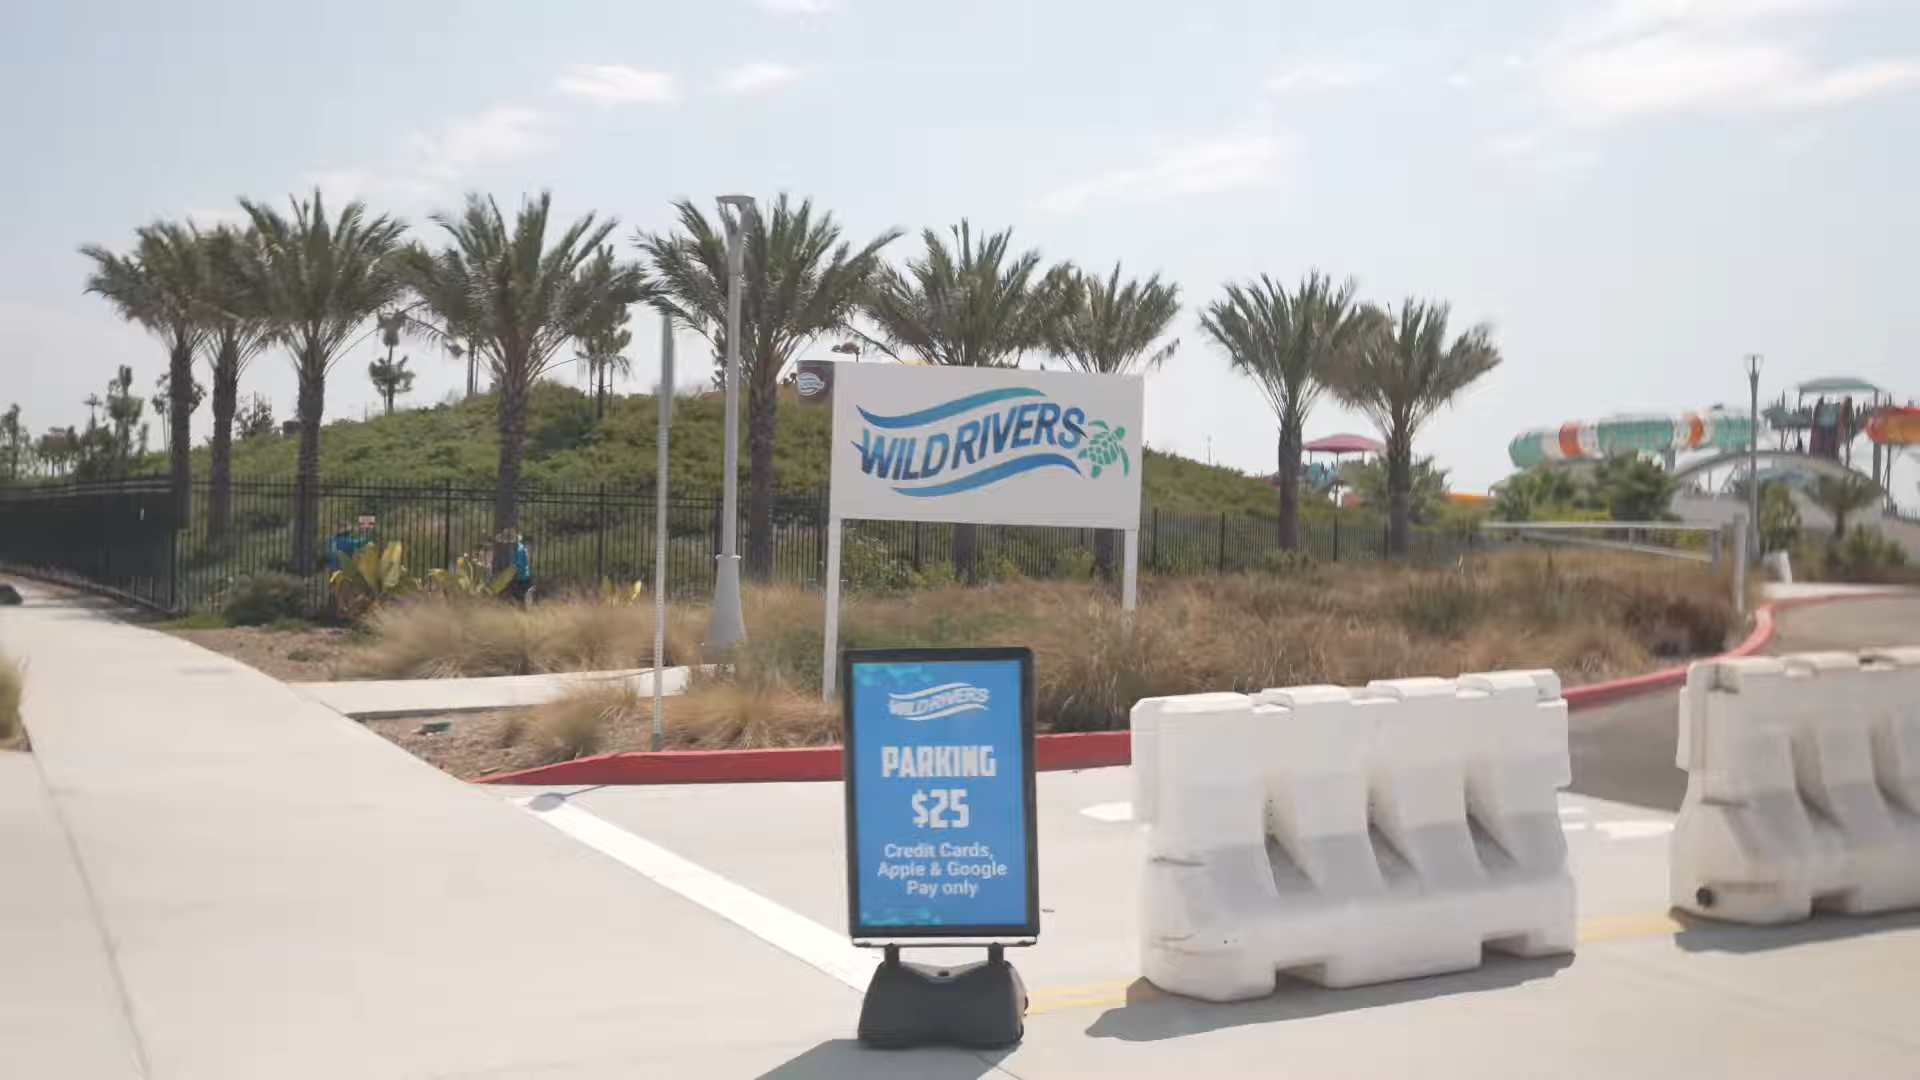 WILD RIVERS
WILD RIVERS
PARKING
$25
Credit Cards,
Apple & Google
Pay only